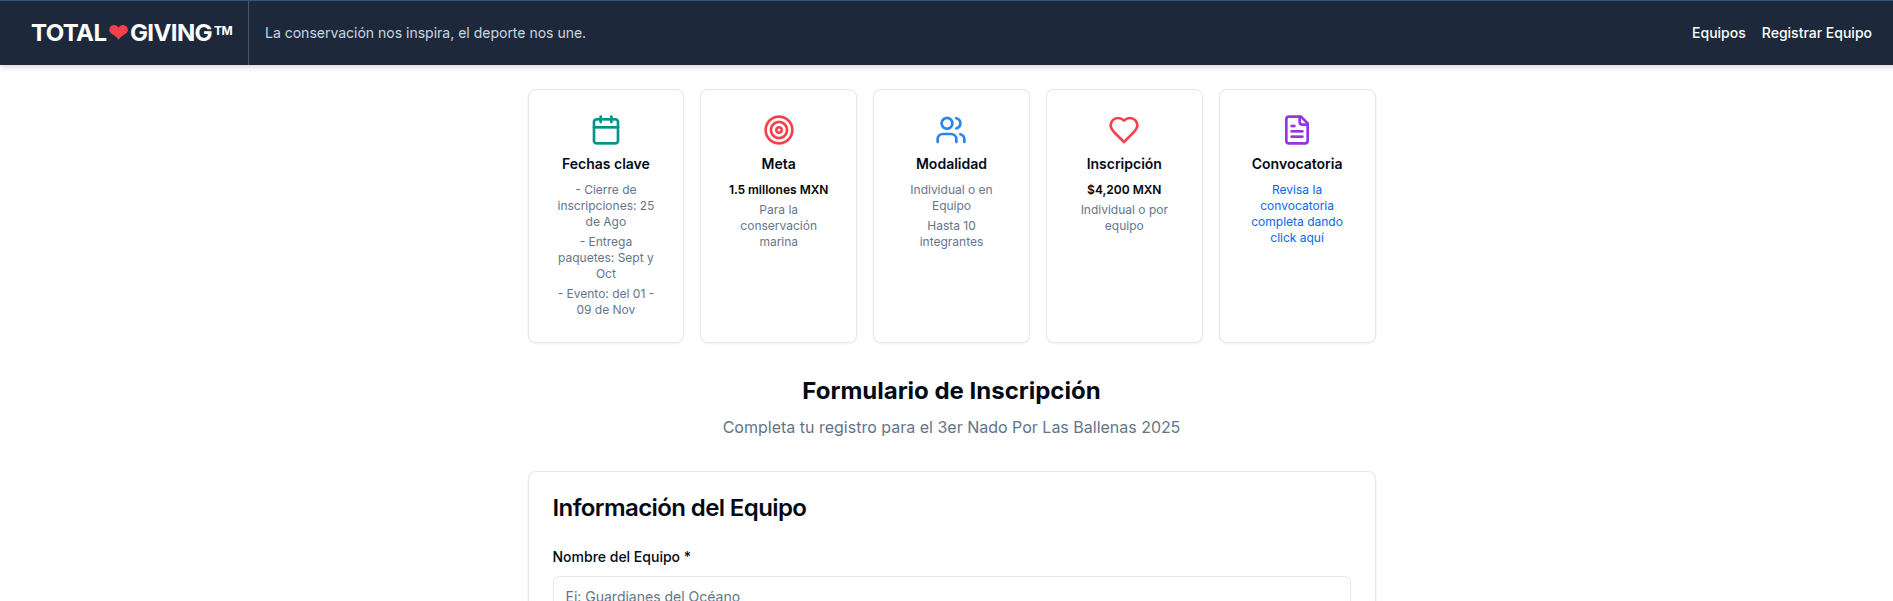 TOTAL❤GIVING™
La conservación nos inspira, el deporte nos une.
Equipos
Registrar Equipo
Fechas clave
- Cierre de
inscripciones: 25
de Ago
- Entrega
paquetes: Sept y
Oct
- Evento: del 01 -
09 de Nov
Meta
1.5 millones MXN
Para la
conservación
marina
Modalidad
Individual o en
Equipo
Hasta 10
integrantes
Inscripción
$4,200 MXN
Individual o por
equipo
Convocatoria
Revisa la
convocatoria
completa dando
click aquí
Formulario de Inscripción
Completa tu registro para el 3er Nado Por Las Ballenas 2025
Información del Equipo
Nombre del Equipo *
Ej: Guardianes del Océano